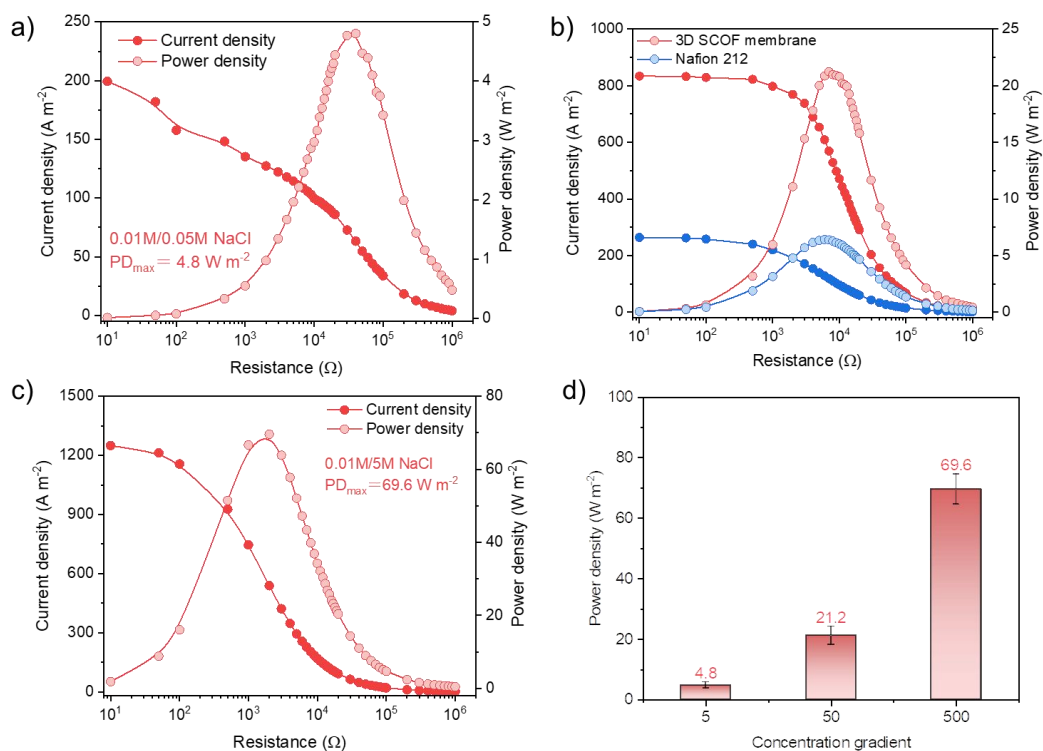 a)
Current density
Power density
0.01M/0.05M NaCl
PDmax = 4.8 W m-2
Current density (A m-2)
250
200
150
100
50
0
Power density (W m-2)
5
4
3
2
1
0
10¹ 10² 10³ 10⁴ 10⁵ 10⁶
Resistance (Ω)
b)
3D SCOF membrane
Nafion 212
Current density (A m-2)
1000
800
600
400
200
0
Power density (W m-2)
25
20
15
10
5
0
10¹ 10² 10³ 10⁴ 10⁵ 10⁶
Resistance (Ω)
c)
Current density
Power density
0.01M/5M NaCl
PDmax=69.6 W m-2
Current density (A m-2)
1500
1200
900
600
300
0
Power density (W m-2)
80
60
40
20
0
10¹ 10² 10³ 10⁴ 10⁵ 10⁶
Resistance (Ω)
d)
Power density (W m-2)
100
80
60
40
20
0
4.8
21.2
69.6
5 50 500
Concentration gradient